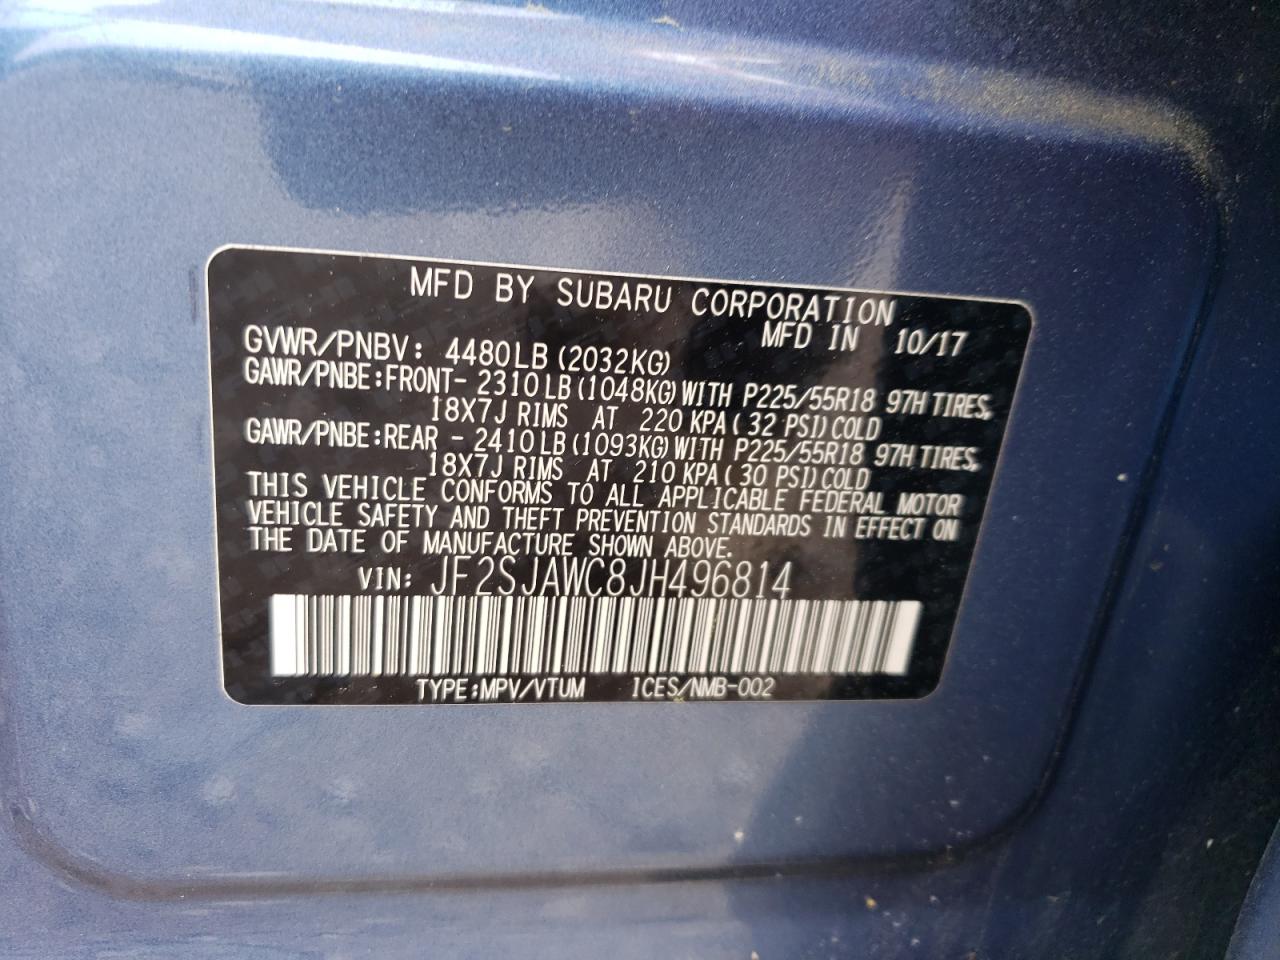 MFD BY SUBARU CORPORATION
MFD IN 10/17
GVWR/PNBV: 4480LB (2032KG)
GAWR/PNBE:FRONT- 2310LB (1048KG) WITH P225/55R18 97H TIRES,
18X7J RIMS AT 220 KPA( 32 PSI)COLD
GAWR/PNBE:REAR - 2410LB (1093KG) WITH P225/55R18 97H TIRES,
18X7J RIMS AT 210 KPA( 30 PSI)COLD
THIS VEHICLE CONFORMS TO ALL APPLICABLE FEDERAL MOTOR
VEHICLE SAFETY AND THEFT PREVENTION STANDARDS IN EFFECT ON
THE DATE OF MANUFACTURE SHOWN ABOVE.
VIN: JF2SJAWC8JH496814
TYPE:MPV/VTUM ICES/NMB-002